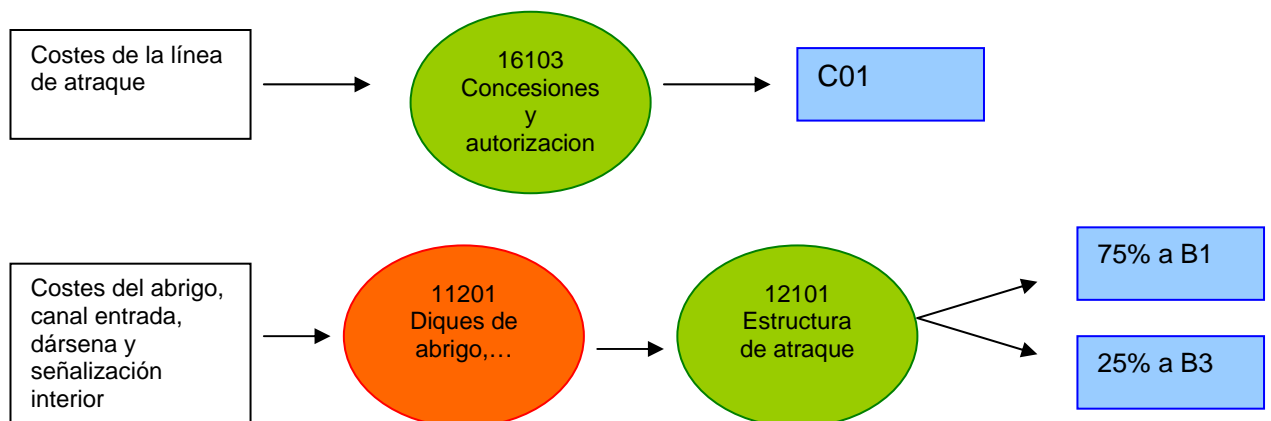 Costes de la línea
de atraque
16103
Concesiones
y
autorizacion
C01
Costes del abrigo,
canal entrada,
dársena y
señalización
interior
11201
Diques de
abrigo,…
12101
Estructura
de atraque
75% a B1
25% a B3